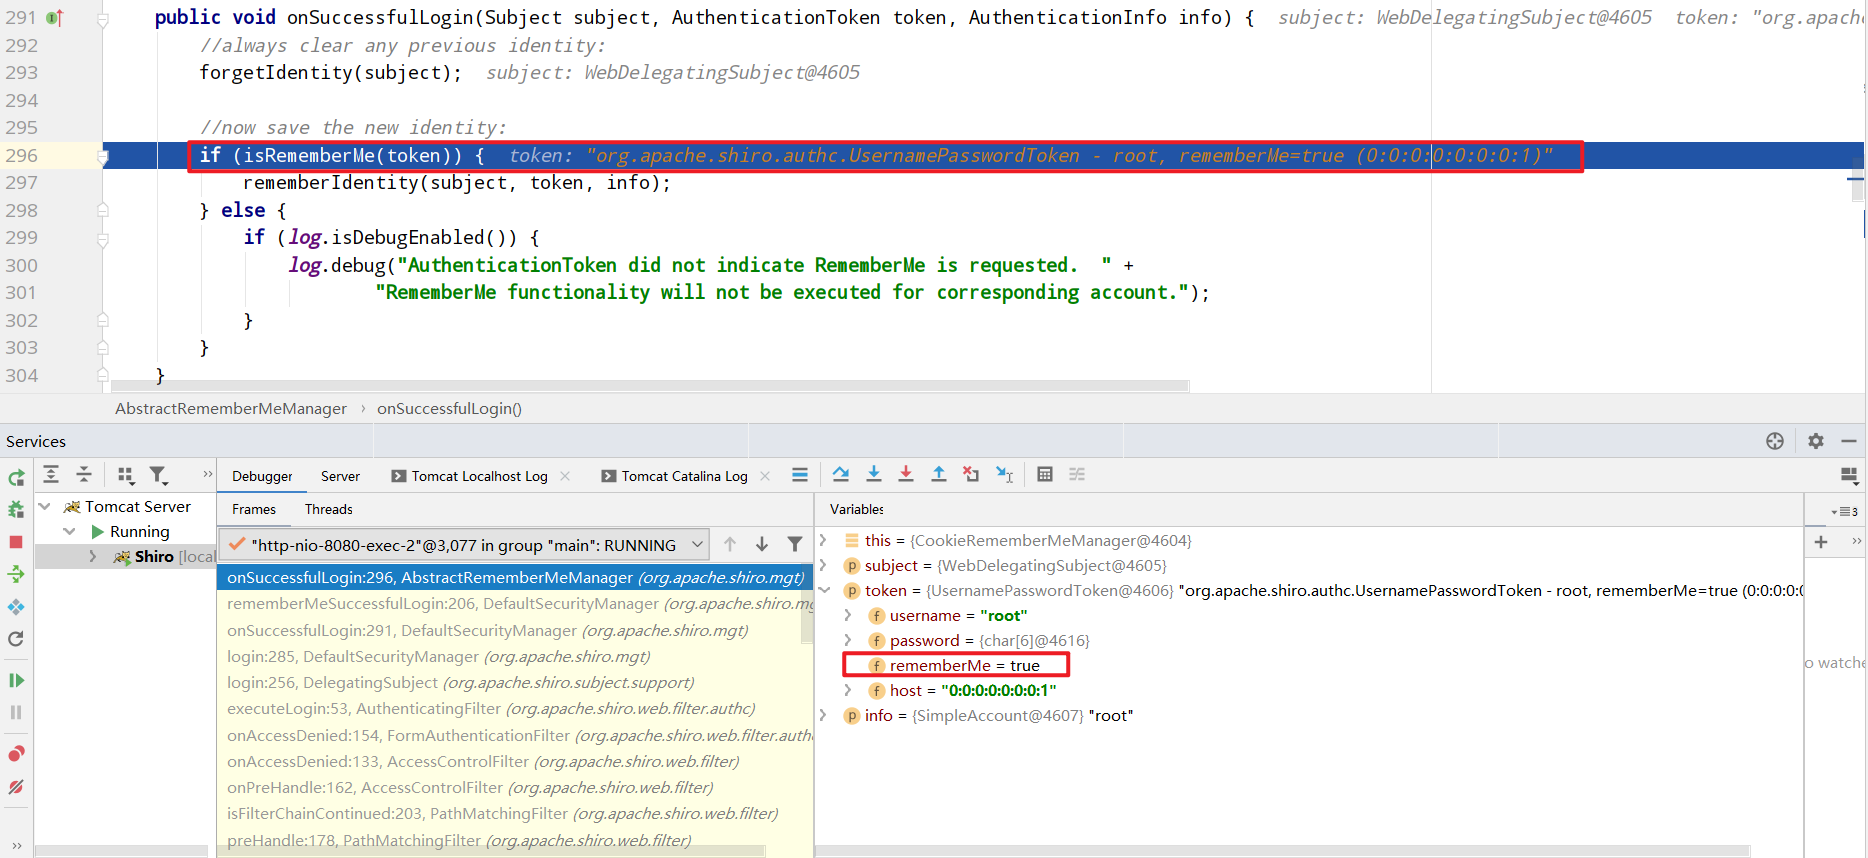 291 public void onSuccessfulLogin(Subject subject, AuthenticationToken token, AuthenticationInfo info) { subject: WebDelegatingSubject@4605 token: "org.apac
292 //always clear any previous identity:
293 forgetIdentity(subject); subject: WebDelegatingSubject@4605
294
295 //now save the new identity:
296 if (isRememberMe(token)) { token: "org.apache.shiro.authc.UsernamePasswordToken - root, rememberMe=true (0:0:0:0:0:0:0:1)"
297 rememberIdentity(subject, token, info);
298 } else {
299 if (log.isDebugEnabled()) {
300 log.debug("AuthenticationToken did not indicate RememberMe is requested.  " +
301 "RememberMe functionality will not be executed for corresponding account.");
302 }
303 }
304 }
AbstractRememberMeManager › onSuccessfulLogin()
Services
Debugger Server Tomcat Localhost Log Tomcat Catalina Log
Tomcat Server
Running
Shiro [local
Frames Threads
"http-nio-8080-exec-2"@3,077 in group "main": RUNNING
onSuccessfulLogin:296, AbstractRememberMeManager (org.apache.shiro.mgt)
rememberMeSuccessfulLogin:206, DefaultSecurityManager (org.apache.shiro.mg
onSuccessfulLogin:291, DefaultSecurityManager (org.apache.shiro.mgt)
login:285, DefaultSecurityManager (org.apache.shiro.mgt)
login:256, DelegatingSubject (org.apache.shiro.subject.support)
executeLogin:53, AuthenticatingFilter (org.apache.shiro.web.filter.authc)
onAccessDenied:154, FormAuthenticationFilter (org.apache.shiro.web.filter.auth
onAccessDenied:133, AccessControlFilter (org.apache.shiro.web.filter)
onPreHandle:162, AccessControlFilter (org.apache.shiro.web.filter)
isFilterChainContinued:203, PathMatchingFilter (org.apache.shiro.web.filter)
preHandle:178, PathMatchingFilter (org.apache.shiro.web.filter)
Variables
this = {CookieRememberMeManager@4604}
subject = {WebDelegatingSubject@4605}
token = {UsernamePasswordToken@4606} "org.apache.shiro.authc.UsernamePasswordToken - root, rememberMe=true (0:0:0:0:0
username = "root"
password = {char[6]@4616}
rememberMe = true
host = "0:0:0:0:0:0:0:1"
info = {SimpleAccount@4607} "root"
3
o watche